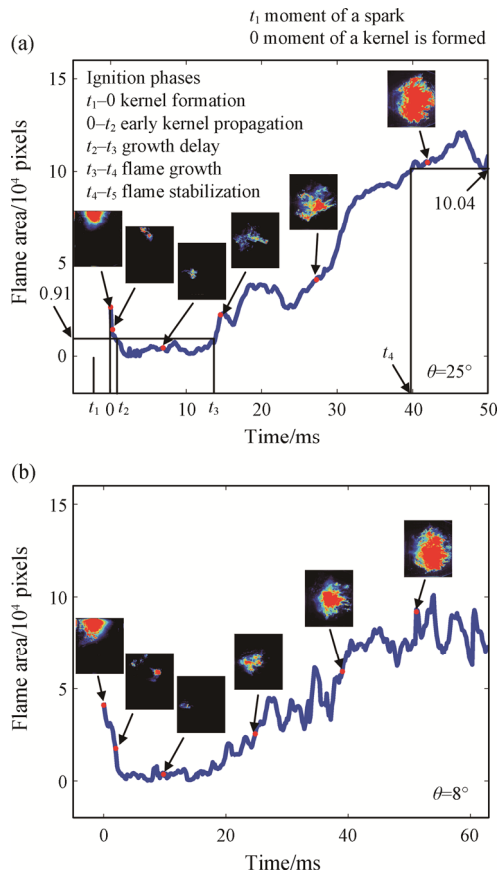 t₁ moment of a spark
0 moment of a kernel is formed
(a)
Ignition phases
t₁–0 kernel formation
0–t₂ early kernel propagation
t₂–t₃ growth delay
t₃–t₄ flame growth
t₄–t₅ flame stabilization
Flame area/10⁴ pixels
15
10
5
0
0.91
10.04
t₄
θ=25°
t₁ 0 t₂ 10 t₃ 20 30 40 50
Time/ms
(b)
Flame area/10⁴ pixels
15
10
5
0
θ=8°
0 20 40 60
Time/ms